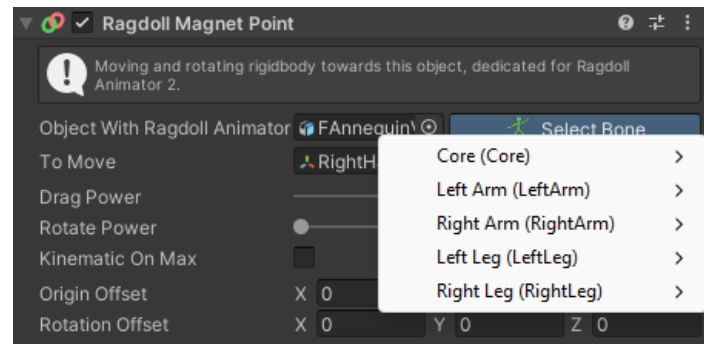 Ragdoll Magnet Point
Moving and rotating rigidbody towards this object, dedicated for Ragdoll
Animator 2.
Object With Ragdoll Animator FAnnequin Select Bone
To Move RightH
Core (Core)
Drag Power
Left Arm (LeftArm)
Rotate Power
Right Arm (RightArm)
Kinematic On Max
Left Leg (LeftLeg)
Origin Offset X 0
Right Leg (RightLeg)
Rotation Offset X 0 Y 0 Z 0